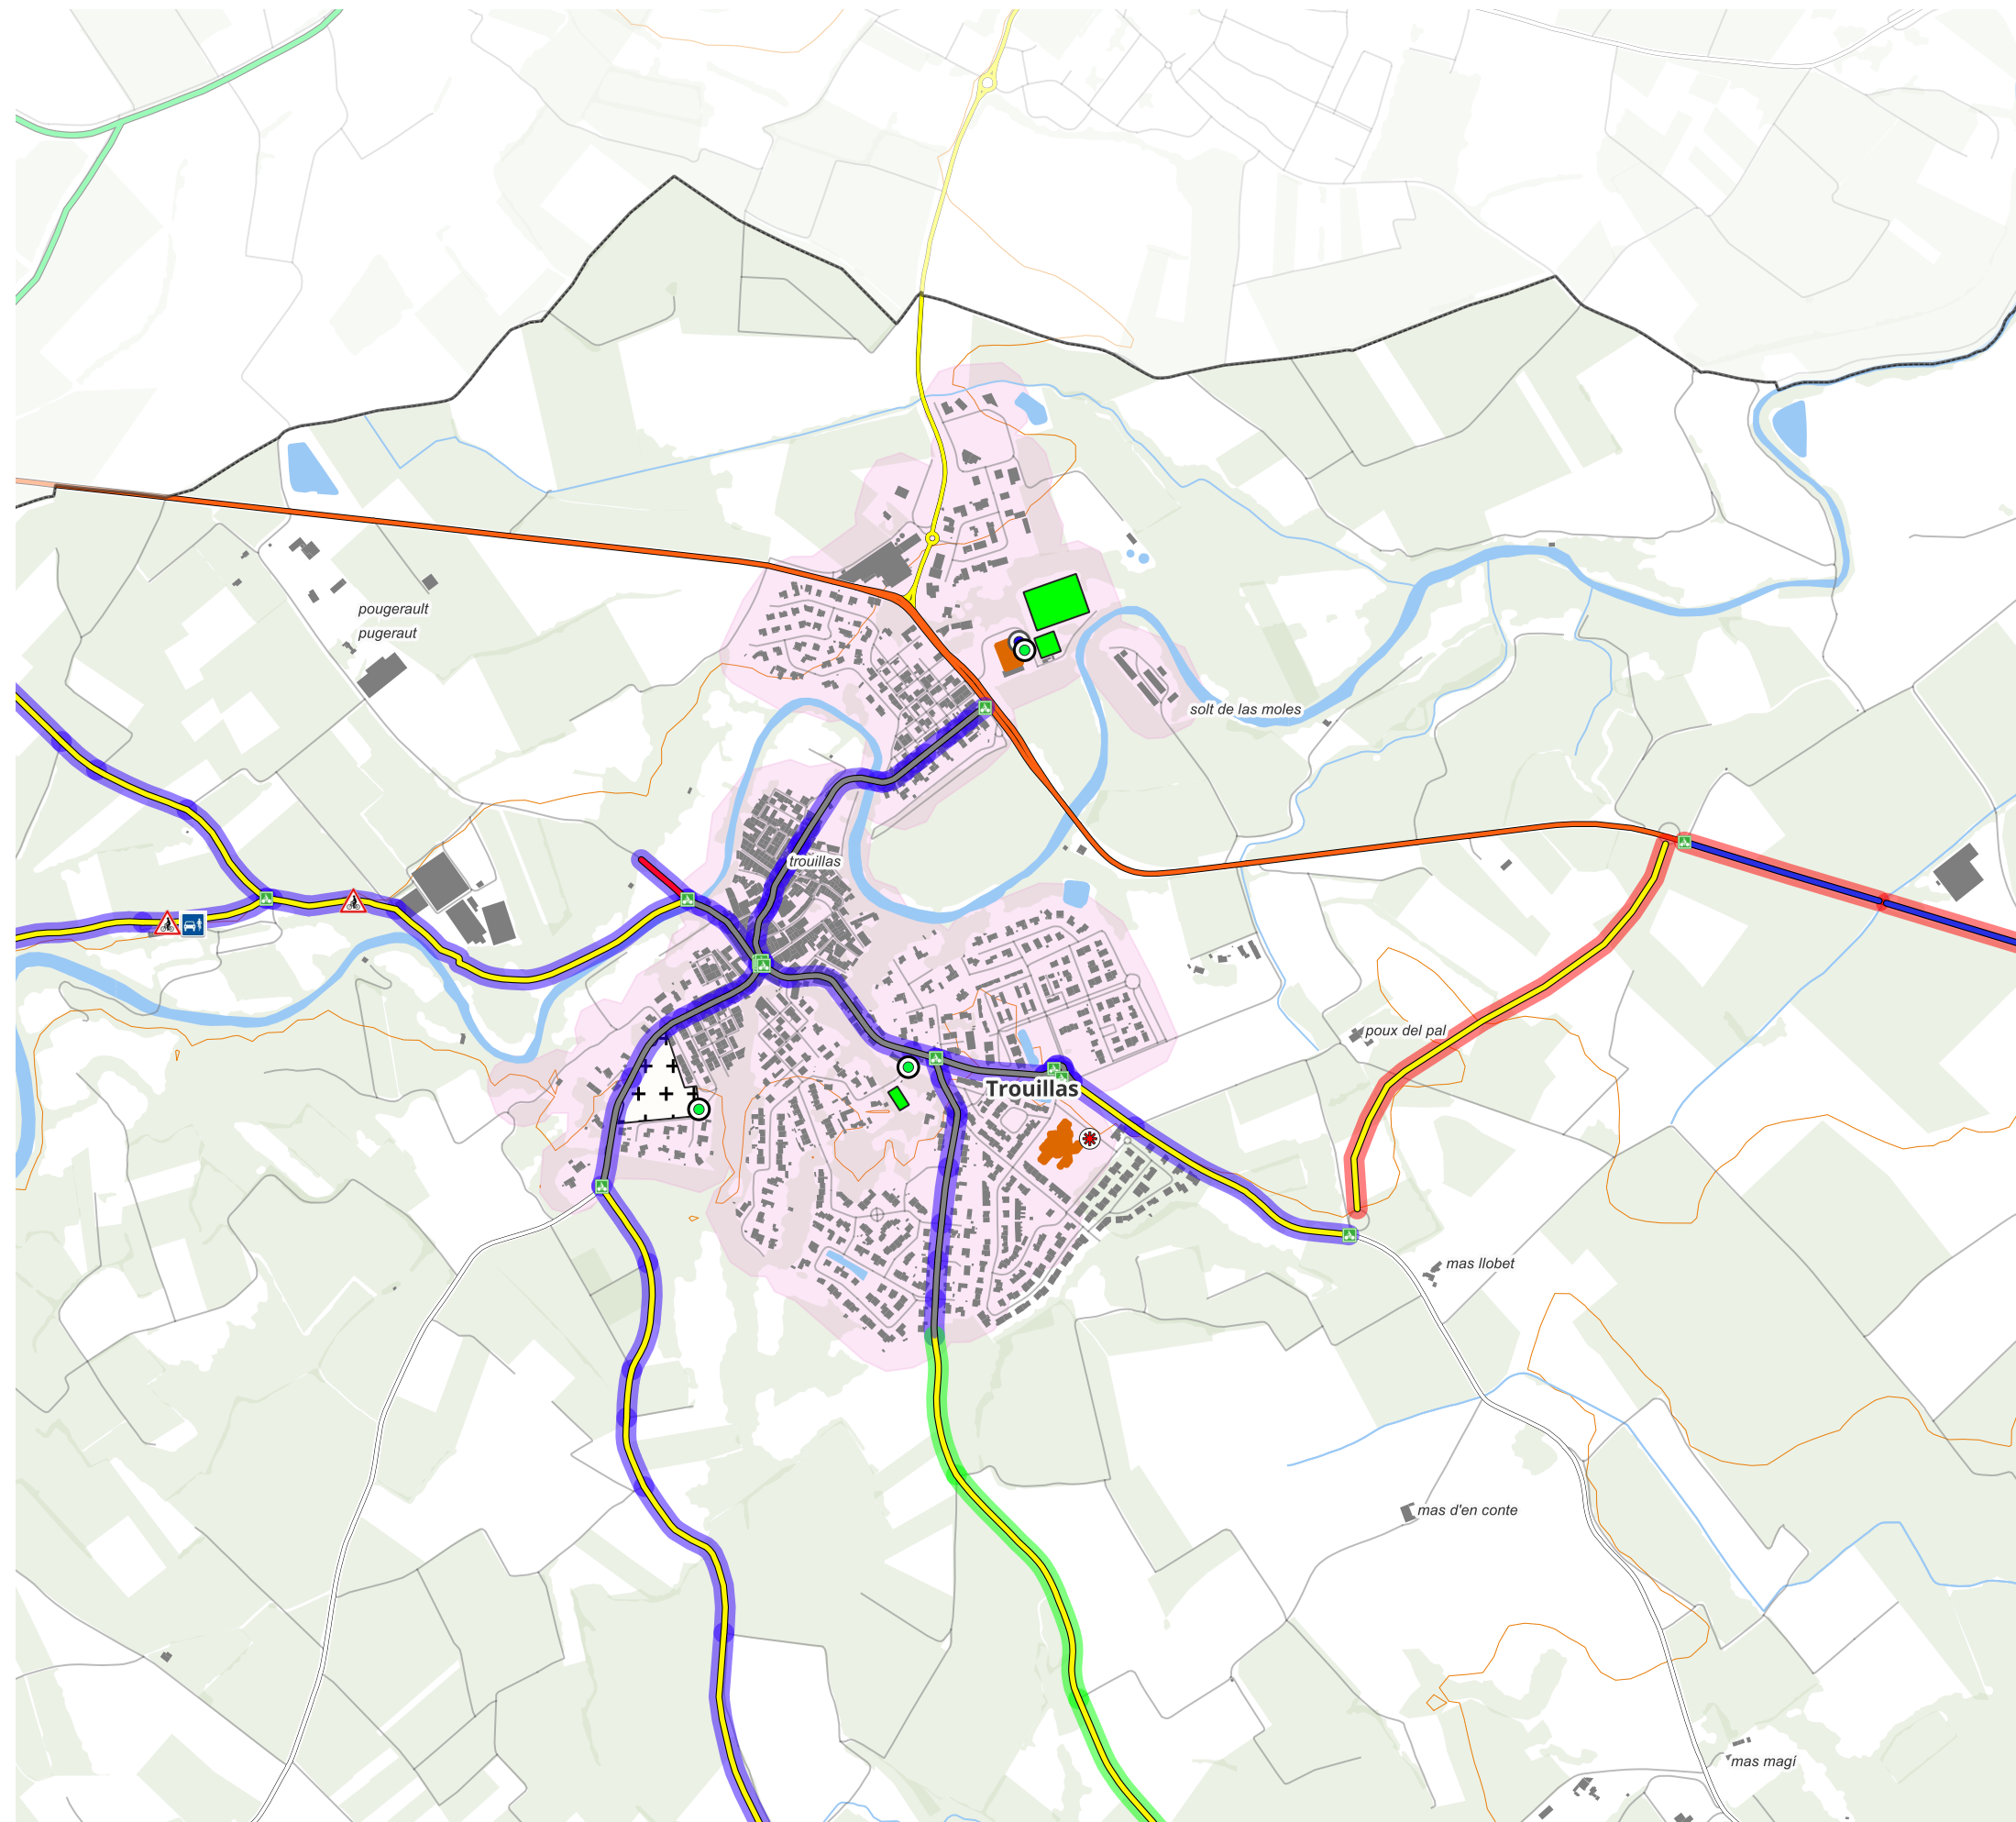 pougerault
pugeraut
solt de las moles
trouillas
poux del pal
Trouillas
mas llobet
mas d'en conte
mas magí